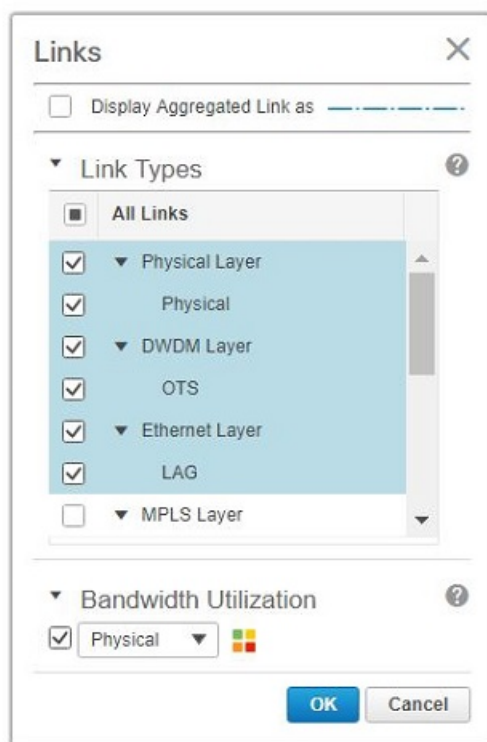 Links
Display Aggregated Link as
Link Types
All Links
Physical Layer
Physical
DWDM Layer
OTS
Ethernet Layer
LAG
MPLS Layer
Bandwidth Utilization
Physical
OK Cancel